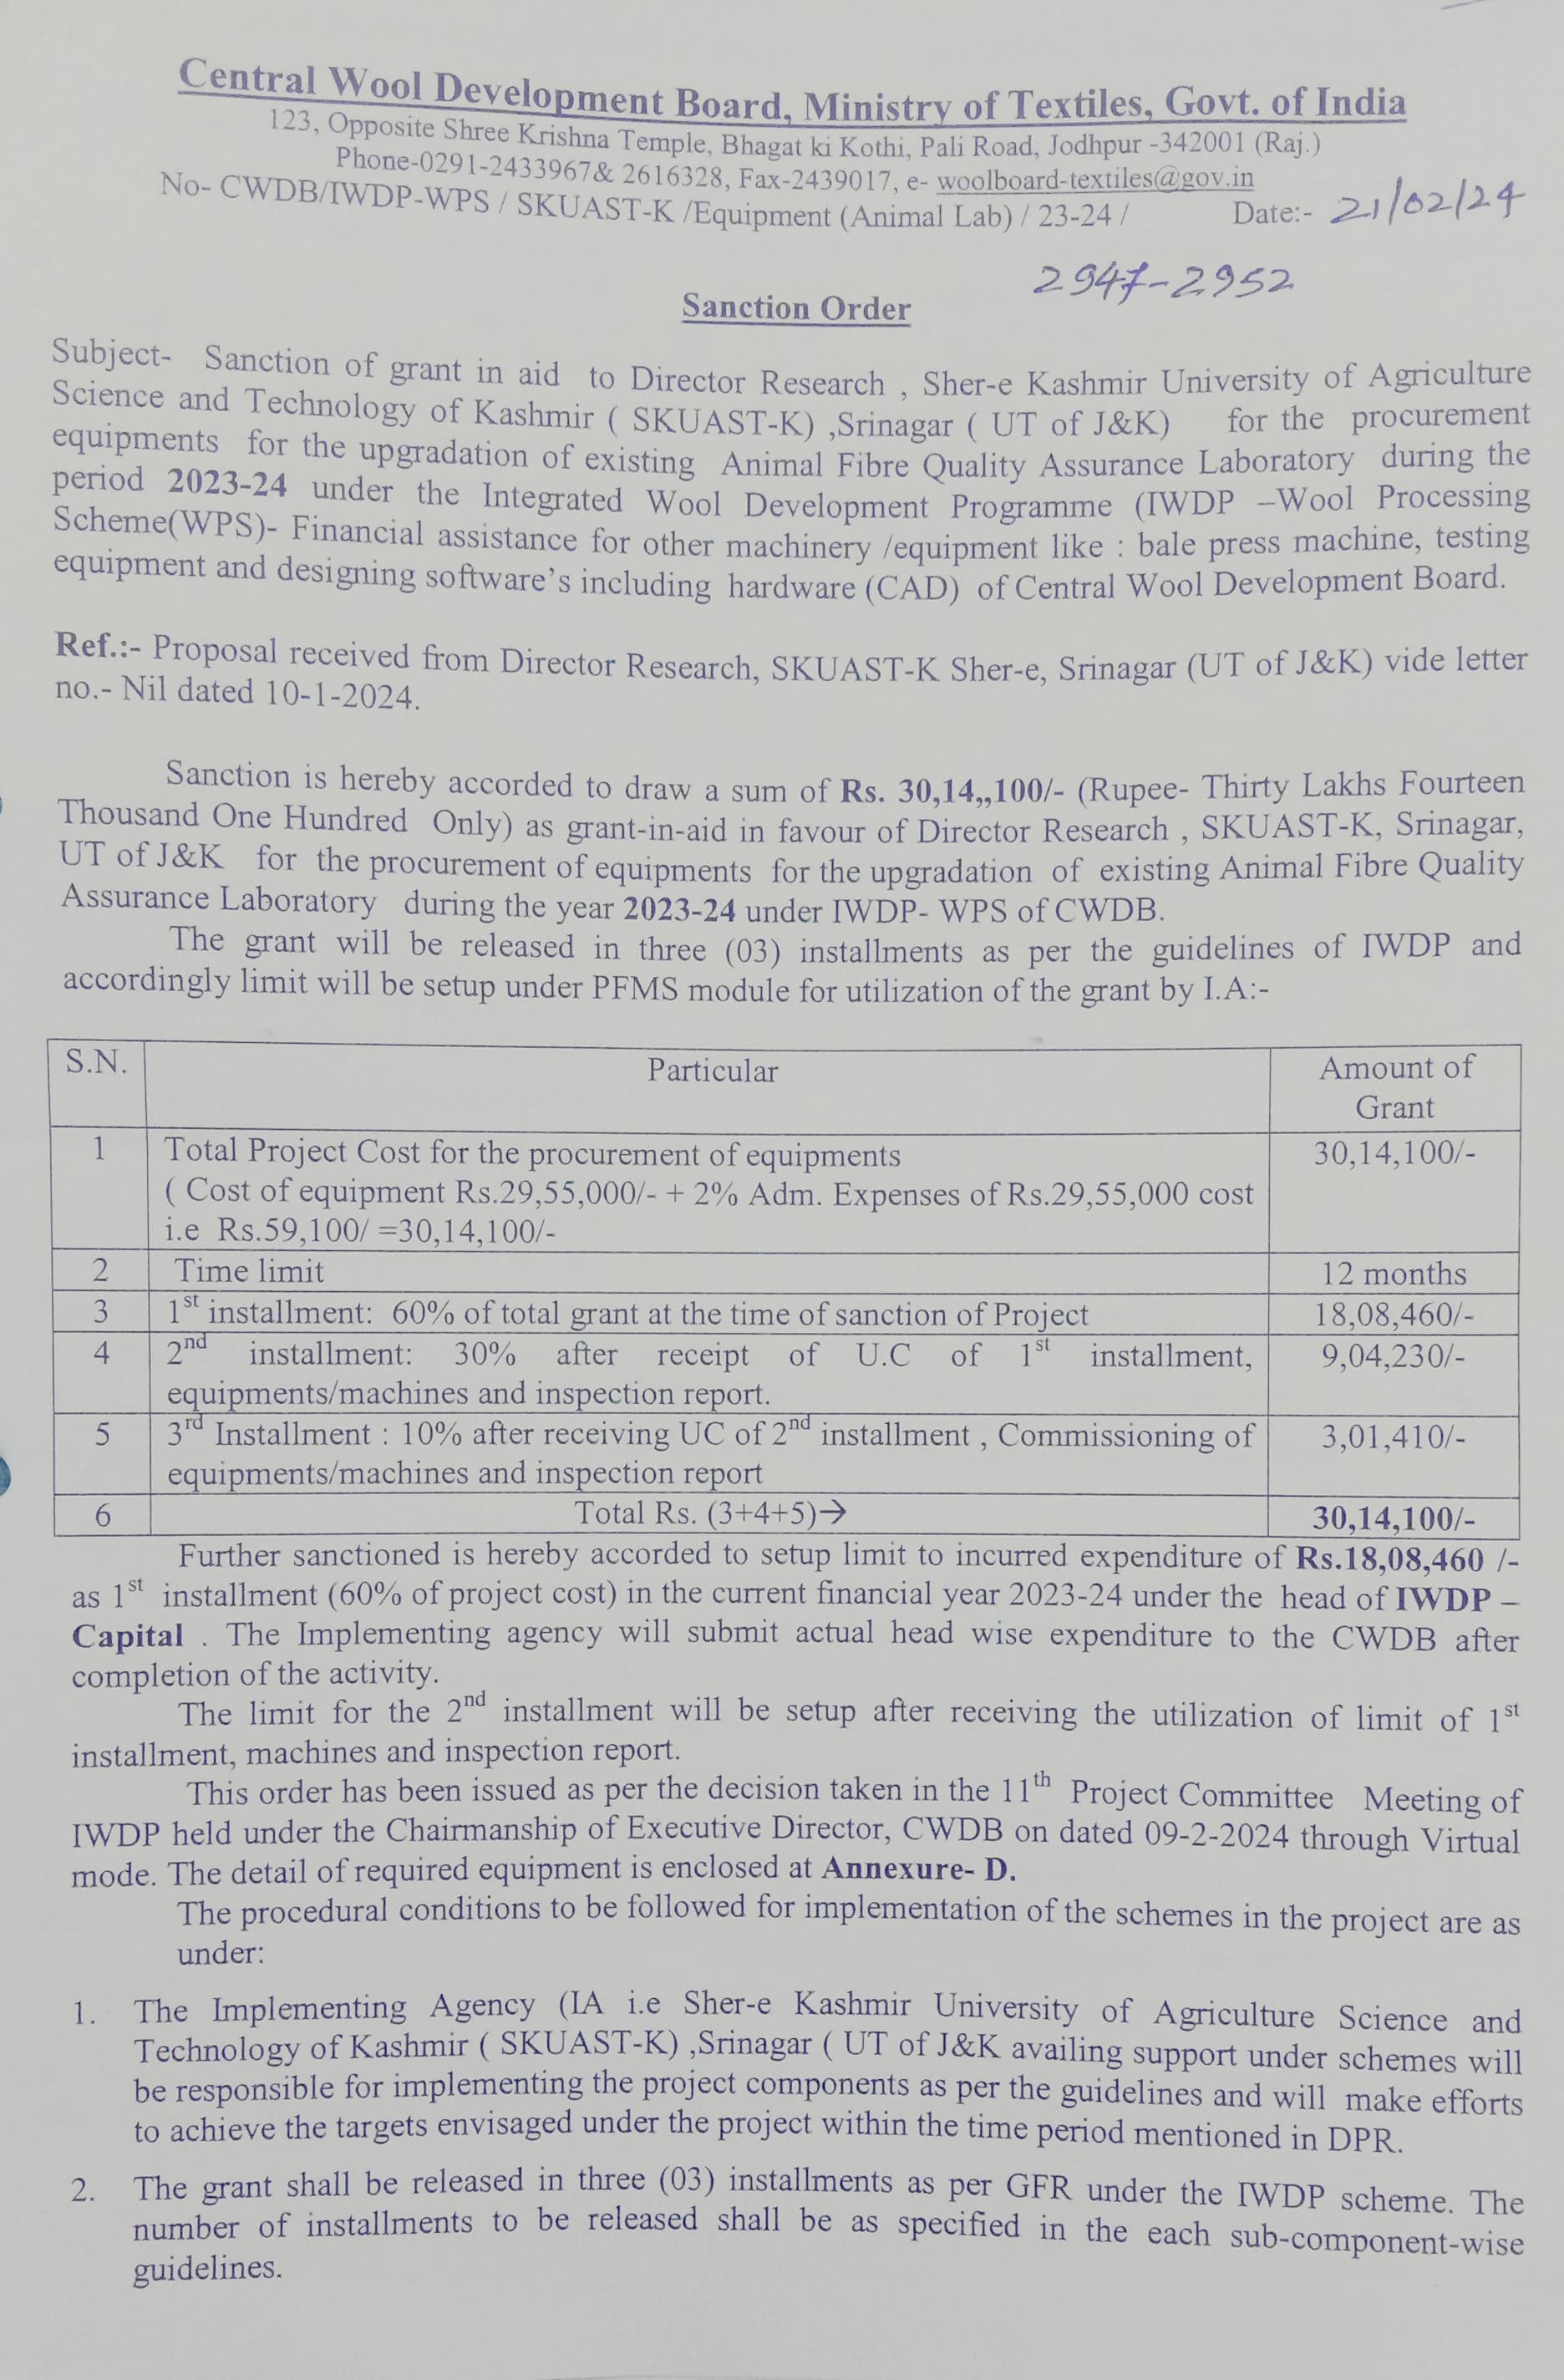 Central Wool Development Board, Ministry of Textiles, Govt. of India
123, Opposite Shree Krishna Temple, Bhagat ki Kothi, Pali Road, Jodhpur -342001 (Raj.)
Phone-0291-2433967& 2616328, Fax-2439017, e- woolboard-textiles@gov.in
No- CWDB/IWDP-WPS / SKUAST-K /Equipment (Animal Lab) / 23-24 / Date:- 21/02/24
2947-2952
Sanction Order
Subject- Sanction of grant in aid to Director Research , Sher-e Kashmir University of Agriculture
Science and Technology of Kashmir ( SKUAST-K) ,Srinagar ( UT of J&K) for the procurement
equipments for the upgradation of existing Animal Fibre Quality Assurance Laboratory during the
period 2023-24 under the Integrated Wool Development Programme (IWDP –Wool Processing
Scheme(WPS)- Financial assistance for other machinery /equipment like : bale press machine, testing
equipment and designing software’s including hardware (CAD) of Central Wool Development Board.
Ref.:- Proposal received from Director Research, SKUAST-K Sher-e, Srinagar (UT of J&K) vide letter
no.- Nil dated 10-1-2024.
Sanction is hereby accorded to draw a sum of Rs. 30,14,,100/- (Rupee- Thirty Lakhs Fourteen
Thousand One Hundred Only) as grant-in-aid in favour of Director Research , SKUAST-K, Srinagar,
UT of J&K for the procurement of equipments for the upgradation of existing Animal Fibre Quality
Assurance Laboratory during the year 2023-24 under IWDP- WPS of CWDB.
The grant will be released in three (03) installments as per the guidelines of IWDP and
accordingly limit will be setup under PFMS module for utilization of the grant by I.A:-
S.N. Particular Amount of
Grant
1 Total Project Cost for the procurement of equipments 30,14,100/-
( Cost of equipment Rs.29,55,000/- + 2% Adm. Expenses of Rs.29,55,000 cost
i.e Rs.59,100/ =30,14,100/-
2 Time limit 12 months
3 1st installment: 60% of total grant at the time of sanction of Project 18,08,460/-
4 2nd installment: 30% after receipt of U.C of 1st installment, 9,04,230/-
equipments/machines and inspection report.
5 3rd Installment : 10% after receiving UC of 2nd installment , Commissioning of 3,01,410/-
equipments/machines and inspection report
6 Total Rs. (3+4+5)→ 30,14,100/-
Further sanctioned is hereby accorded to setup limit to incurred expenditure of Rs.18,08,460 /-
as 1st installment (60% of project cost) in the current financial year 2023-24 under the head of IWDP –
Capital . The Implementing agency will submit actual head wise expenditure to the CWDB after
completion of the activity.
The limit for the 2nd installment will be setup after receiving the utilization of limit of 1st
installment, machines and inspection report.
This order has been issued as per the decision taken in the 11th Project Committee Meeting of
IWDP held under the Chairmanship of Executive Director, CWDB on dated 09-2-2024 through Virtual
mode. The detail of required equipment is enclosed at Annexure- D.
The procedural conditions to be followed for implementation of the schemes in the project are as
under:
1. The Implementing Agency (IA i.e Sher-e Kashmir University of Agriculture Science and
Technology of Kashmir ( SKUAST-K) ,Srinagar ( UT of J&K availing support under schemes will
be responsible for implementing the project components as per the guidelines and will make efforts
to achieve the targets envisaged under the project within the time period mentioned in DPR.
2. The grant shall be released in three (03) installments as per GFR under the IWDP scheme. The
number of installments to be released shall be as specified in the each sub-component-wise
guidelines.